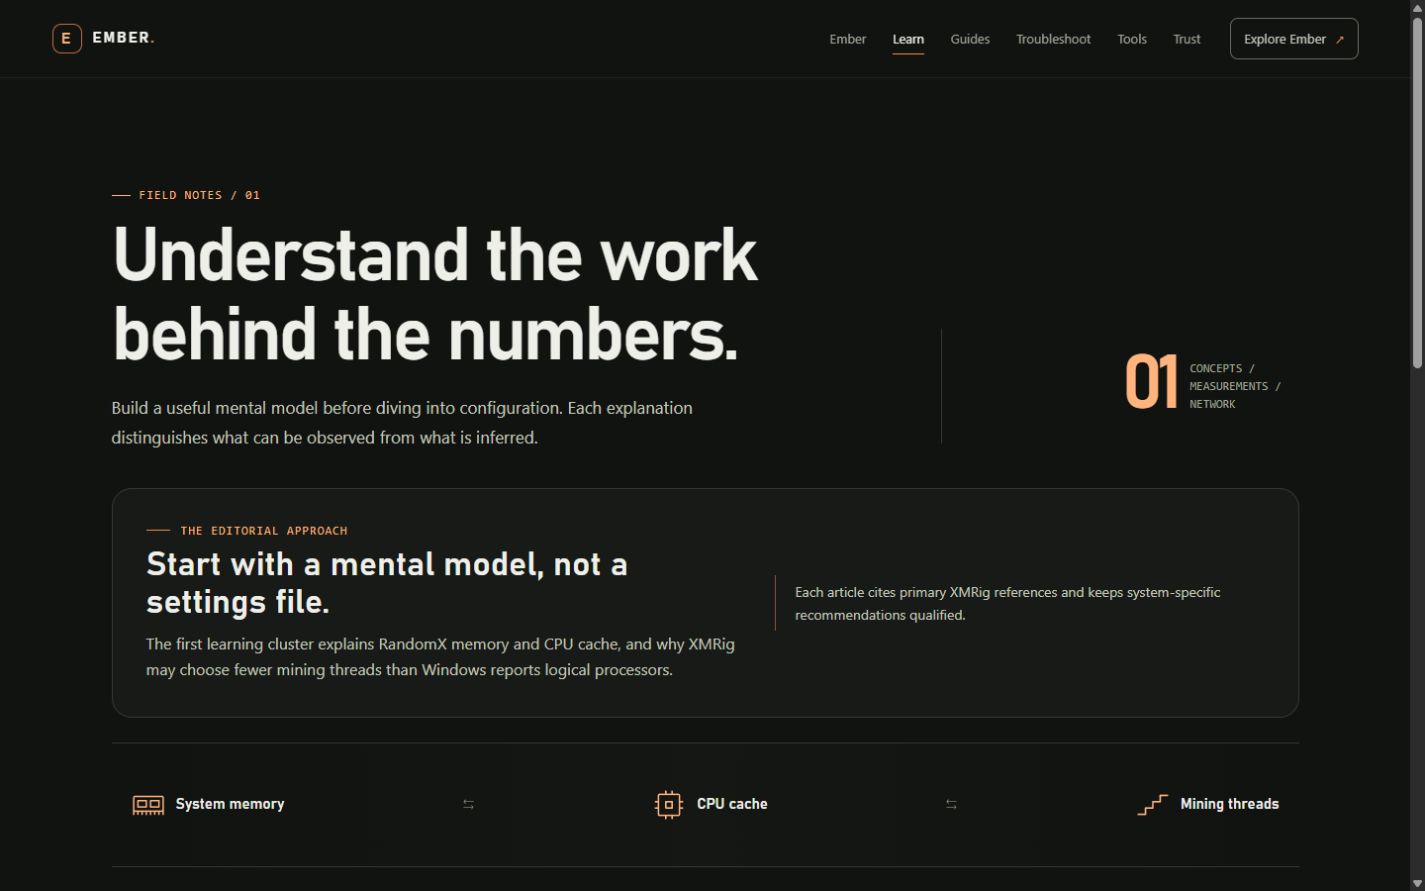 E EMBER.
Ember Learn Guides Troubleshoot Tools Trust Explore Ember ↗
FIELD NOTES / 01
Understand the work
behind the numbers.
Build a useful mental model before diving into configuration. Each explanation
distinguishes what can be observed from what is inferred.
01
CONCEPTS /
MEASUREMENTS /
NETWORK
THE EDITORIAL APPROACH
Start with a mental model, not a
settings file.
The first learning cluster explains RandomX memory and CPU cache, and why XMRig
may choose fewer mining threads than Windows reports logical processors.
Each article cites primary XMRig references and keeps system-specific
recommendations qualified.
System memory ⇆ CPU cache ⇆ Mining threads